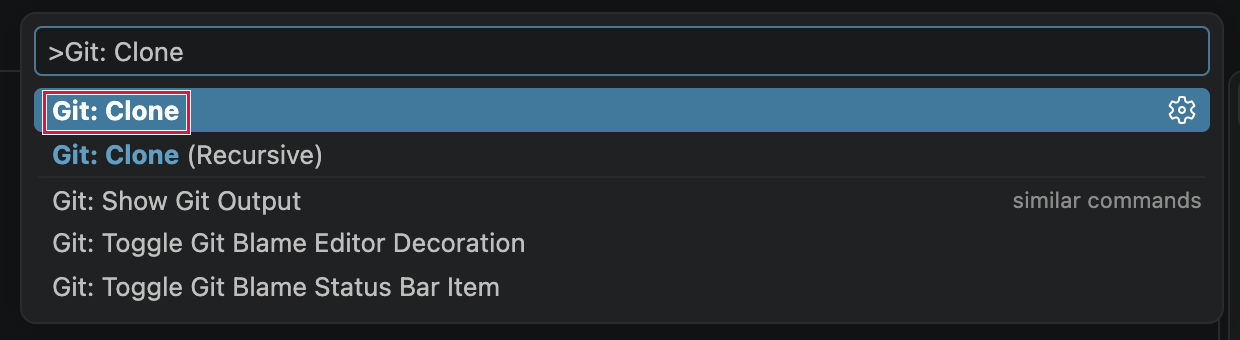 >Git: Clone
Git: Clone
Git: Clone (Recursive)
Git: Show Git Output similar commands
Git: Toggle Git Blame Editor Decoration
Git: Toggle Git Blame Status Bar Item